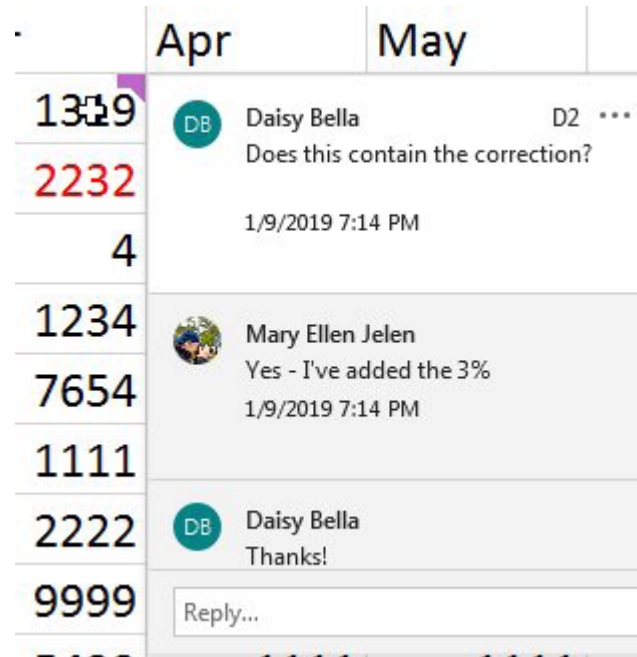 Apr May
DB Daisy Bella D2 ...
Does this contain the correction?
1/9/2019 7:14 PM
2232
4
1234
Mary Ellen Jelen
Yes - I've added the 3%
1/9/2019 7:14 PM
7654
1111
2222
DB Daisy Bella
Thanks!
9999
Reply...